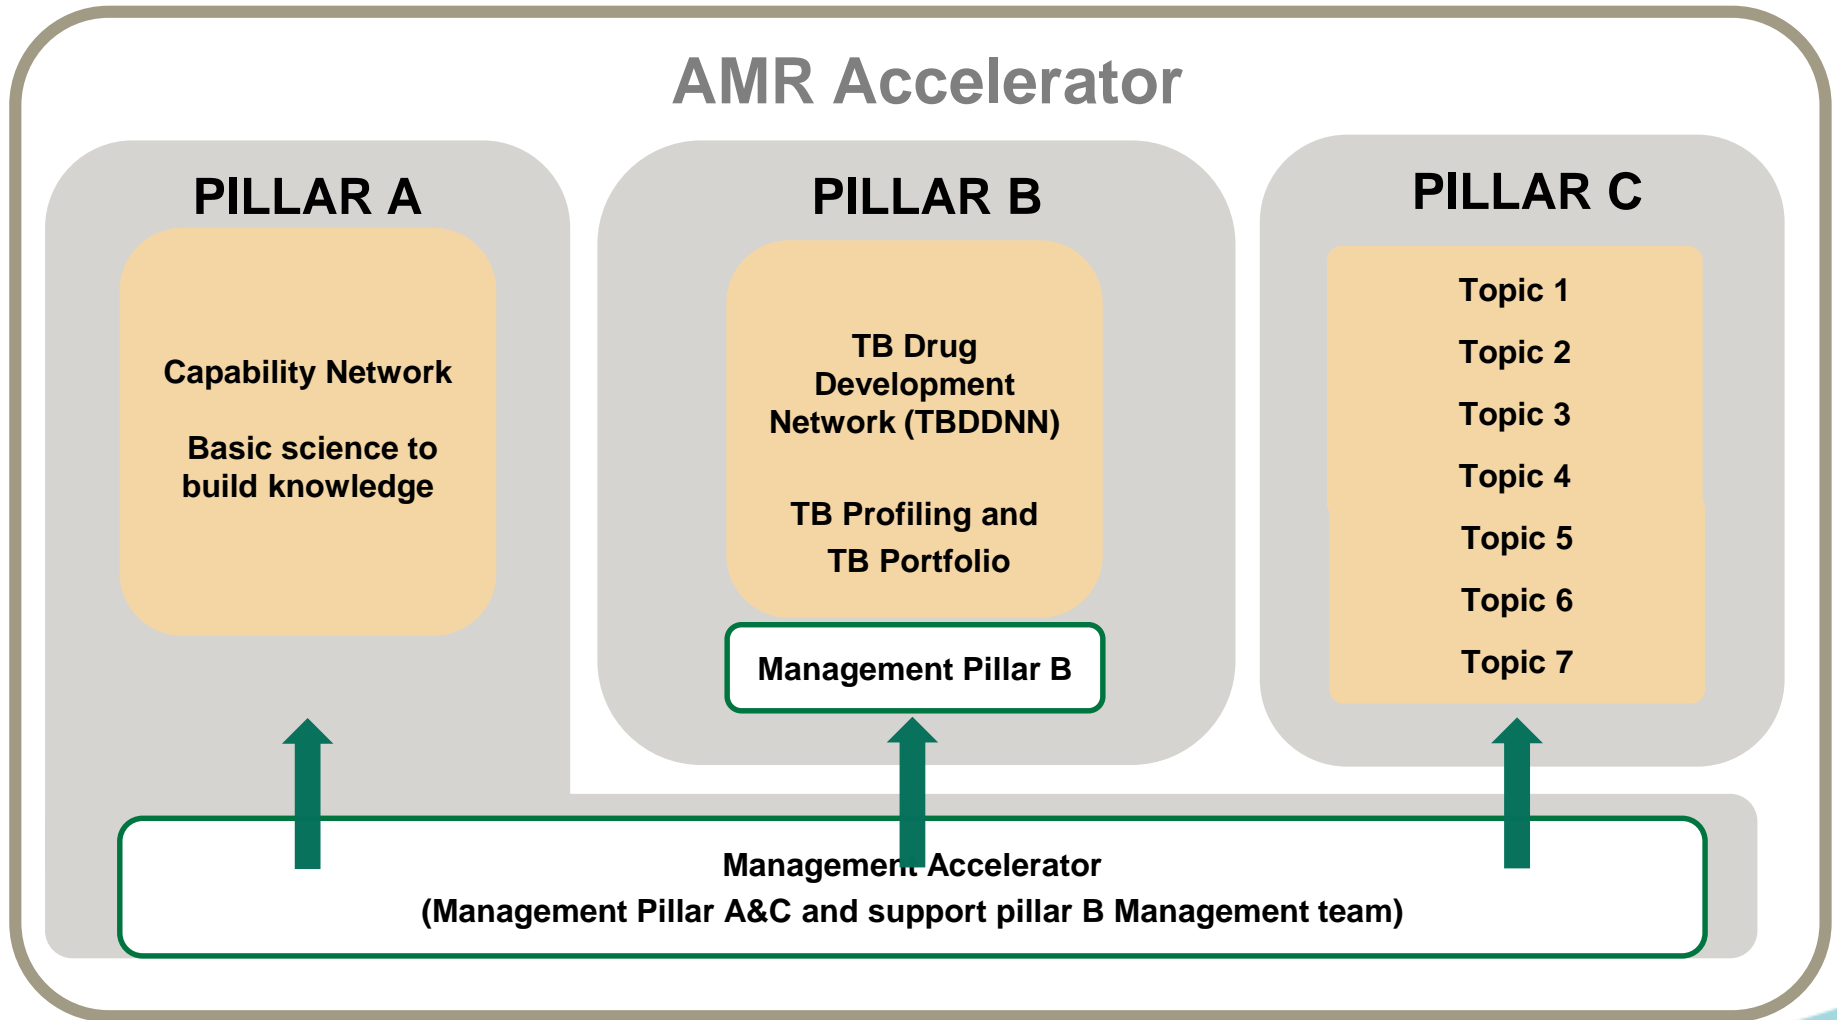 AMR Accelerator
PILLAR A
Capability Network
Basic science to
build knowledge
PILLAR B
TB Drug
Development
Network (TBDDNN)
TB Profiling and
TB Portfolio
Management Pillar B
PILLAR C
Topic 1
Topic 2
Topic 3
Topic 4
Topic 5
Topic 6
Topic 7
Management Accelerator
(Management Pillar A&C and support pillar B Management team)